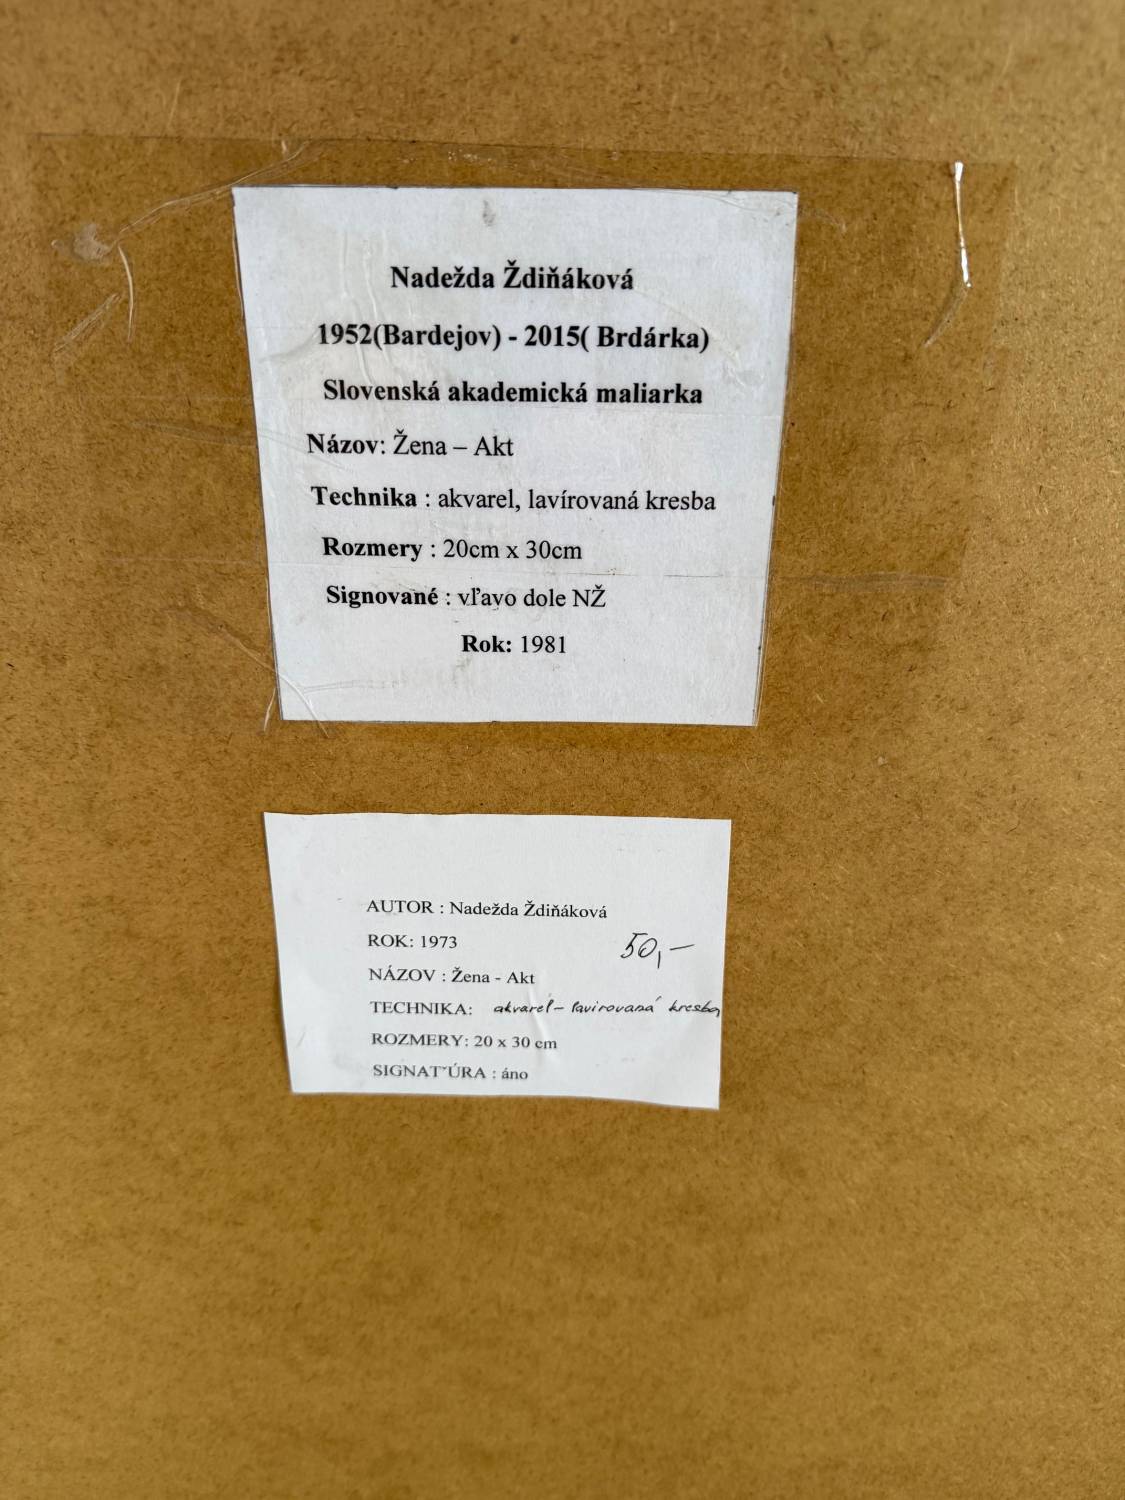 Nadežda Ždiňáková
1952(Bardejov) - 2015( Brdárka)
Slovenská akademická maliarka
Názov: Žena – Akt
Technika : akvarel, lavírovaná kresba
Rozmery : 20cm x 30cm
Signované : vľavo dole NŽ
Rok: 1981
AUTOR : Nadežda Ždiňáková
ROK: 1973
50,-
NÁZOV : Žena - Akt
TECHNIKA: akvarel - lavírovaná kresba
ROZMERY: 20 x 30 cm
SIGNATˇÚRA : áno